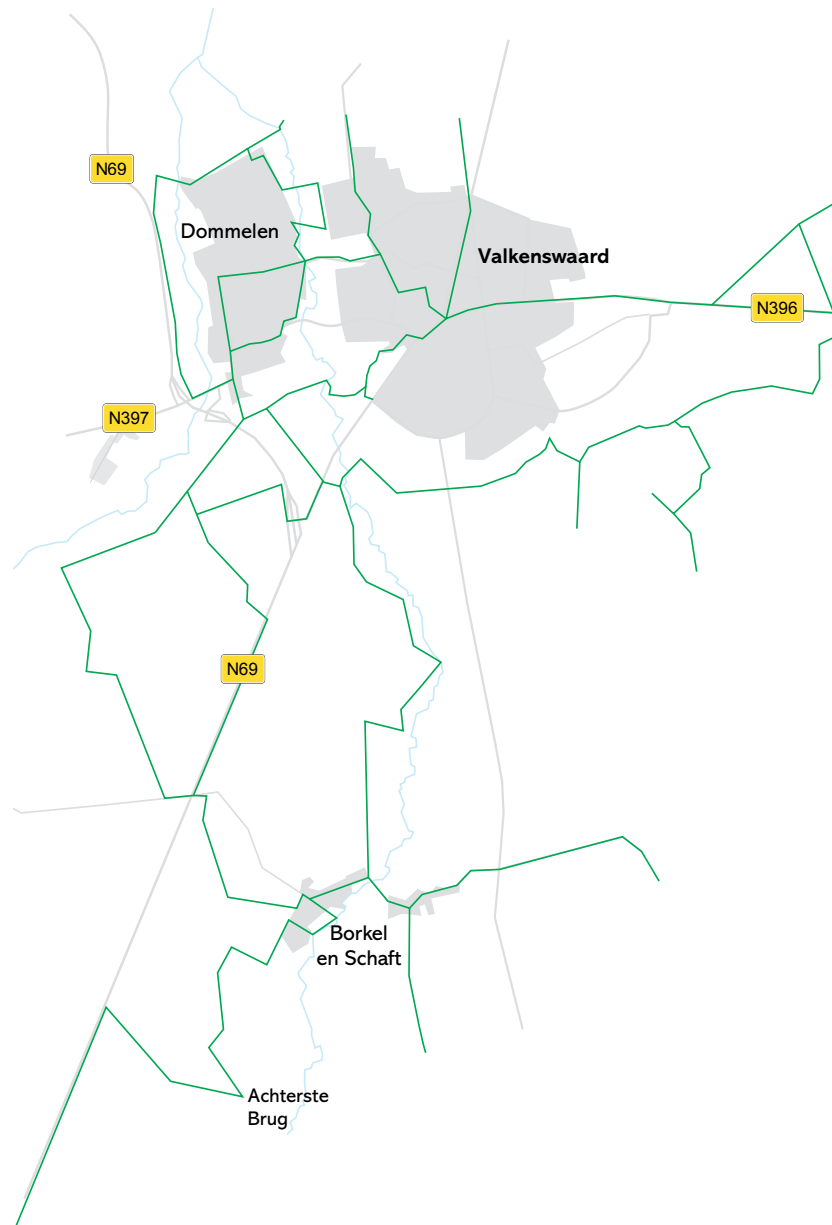 N69
Dommelen
Valkenswaard
N396
N397
N69
Borkel
en Schaft
Achterste
Brug